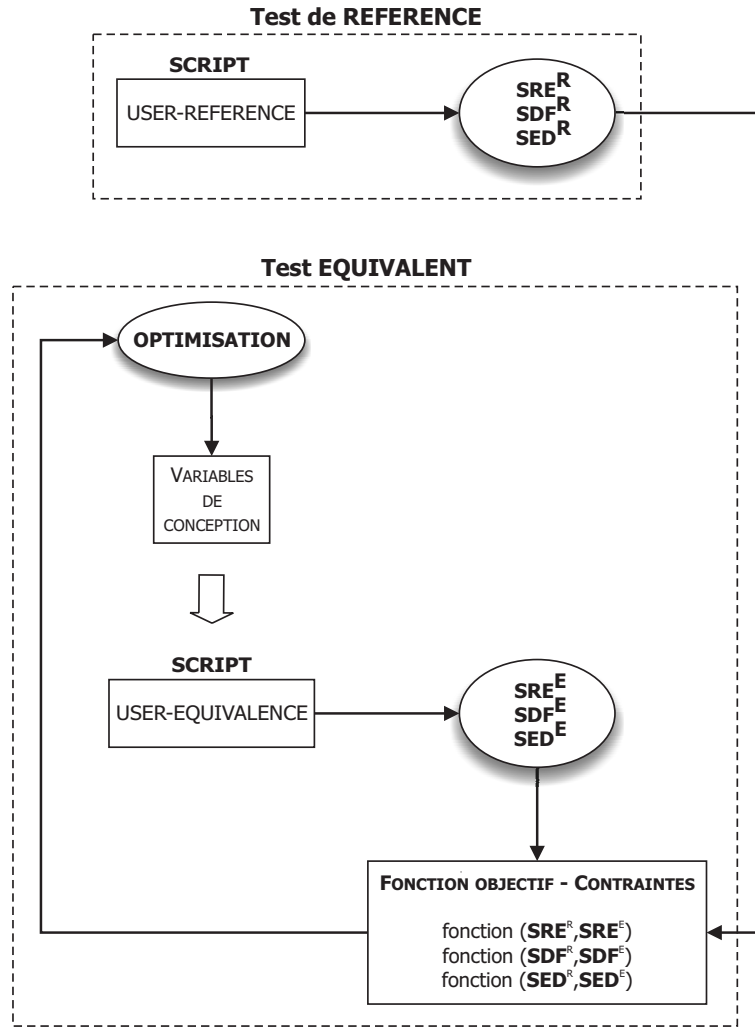 Test de REFERENCE
SCRIPT
USER-REFERENCE
SRE^R
SDF^R
SED^R
Test EQUIVALENT
OPTIMISATION
VARIABLES
DE
CONCEPTION
SCRIPT
USER-EQUIVALENCE
SRE^E
SDF^E
SED^E
FONCTION OBJECTIF - CONTRAINTES
fonction (SRE^R,SRE^E)
fonction (SDF^R,SDF^E)
fonction (SED^R,SED^E)